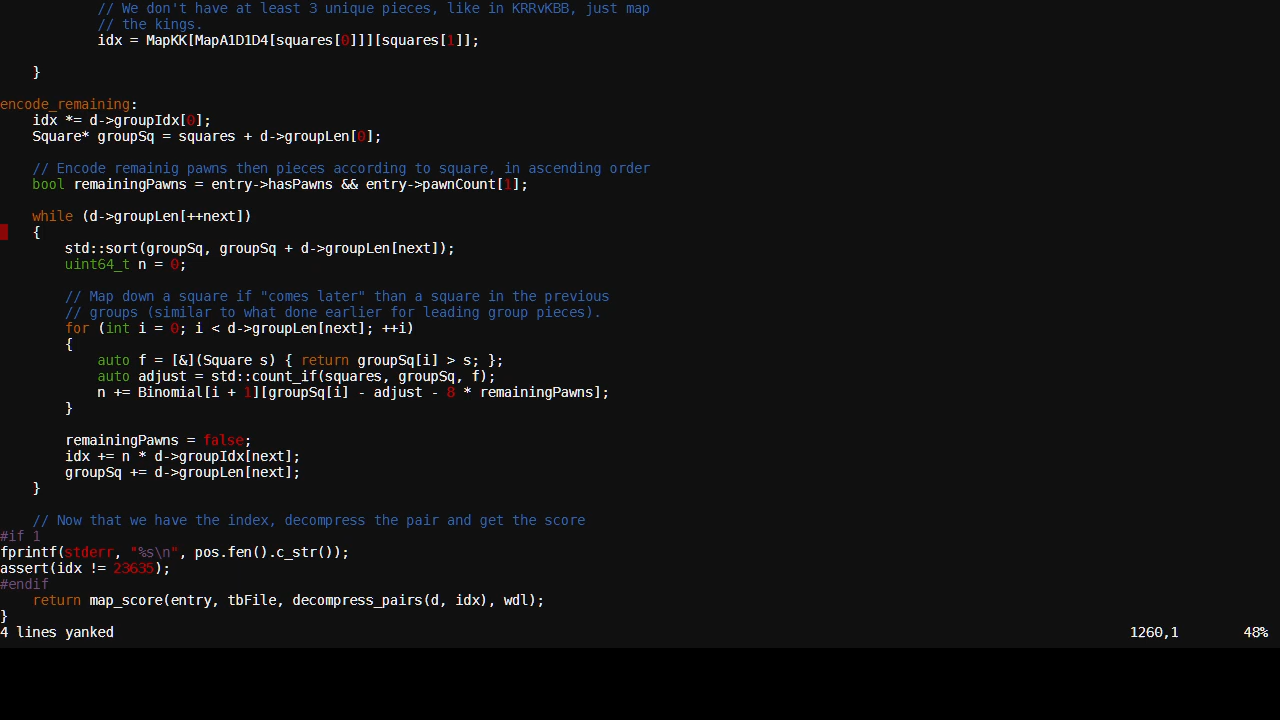 // We don't have at least 3 unique pieces, like in KRRvKBB, just map
// the kings.
idx = MapKK[MapA1D1D4[squares[0]]][squares[1]];
}
encode_remaining:
idx *= d->groupIdx[0];
Square* groupSq = squares + d->groupLen[0];
// Encode remainig pawns then pieces according to square, in ascending order
bool remainingPawns = entry->hasPawns && entry->pawnCount[1];
while (d->groupLen[++next])
{
std::sort(groupSq, groupSq + d->groupLen[next]);
uint64_t n = 0;
// Map down a square if "comes later" than a square in the previous
// groups (similar to what done earlier for leading group pieces).
for (int i = 0; i < d->groupLen[next]; ++i)
{
auto f = [&](Square s) { return groupSq[i] > s; };
auto adjust = std::count_if(squares, groupSq, f);
n += Binomial[i + 1][groupSq[i] - adjust - 8 * remainingPawns];
}
remainingPawns = false;
idx += n * d->groupIdx[next];
groupSq += d->groupLen[next];
}
// Now that we have the index, decompress the pair and get the score
#if 1
fprintf(stderr, "%s\n", pos.fen().c_str());
assert(idx != 23635);
#endif
return map_score(entry, tbFile, decompress_pairs(d, idx), wdl);
}
4 lines yanked 1260,1 48%